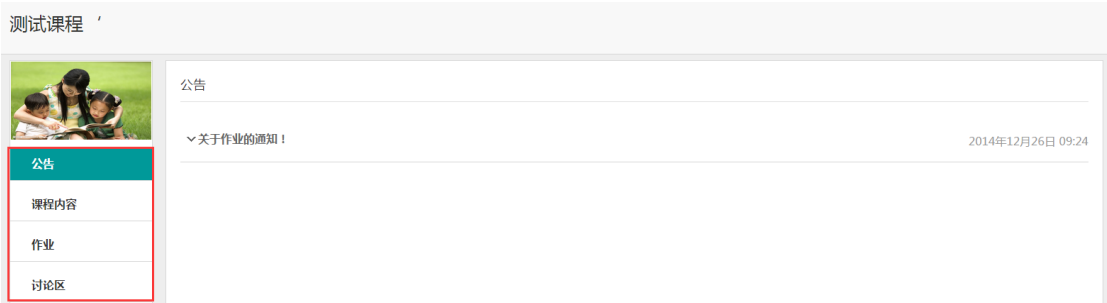 测试课程 ′
公告
课程内容
作业
讨论区
公告
关于作业的通知！
2014年12月26日 09:24